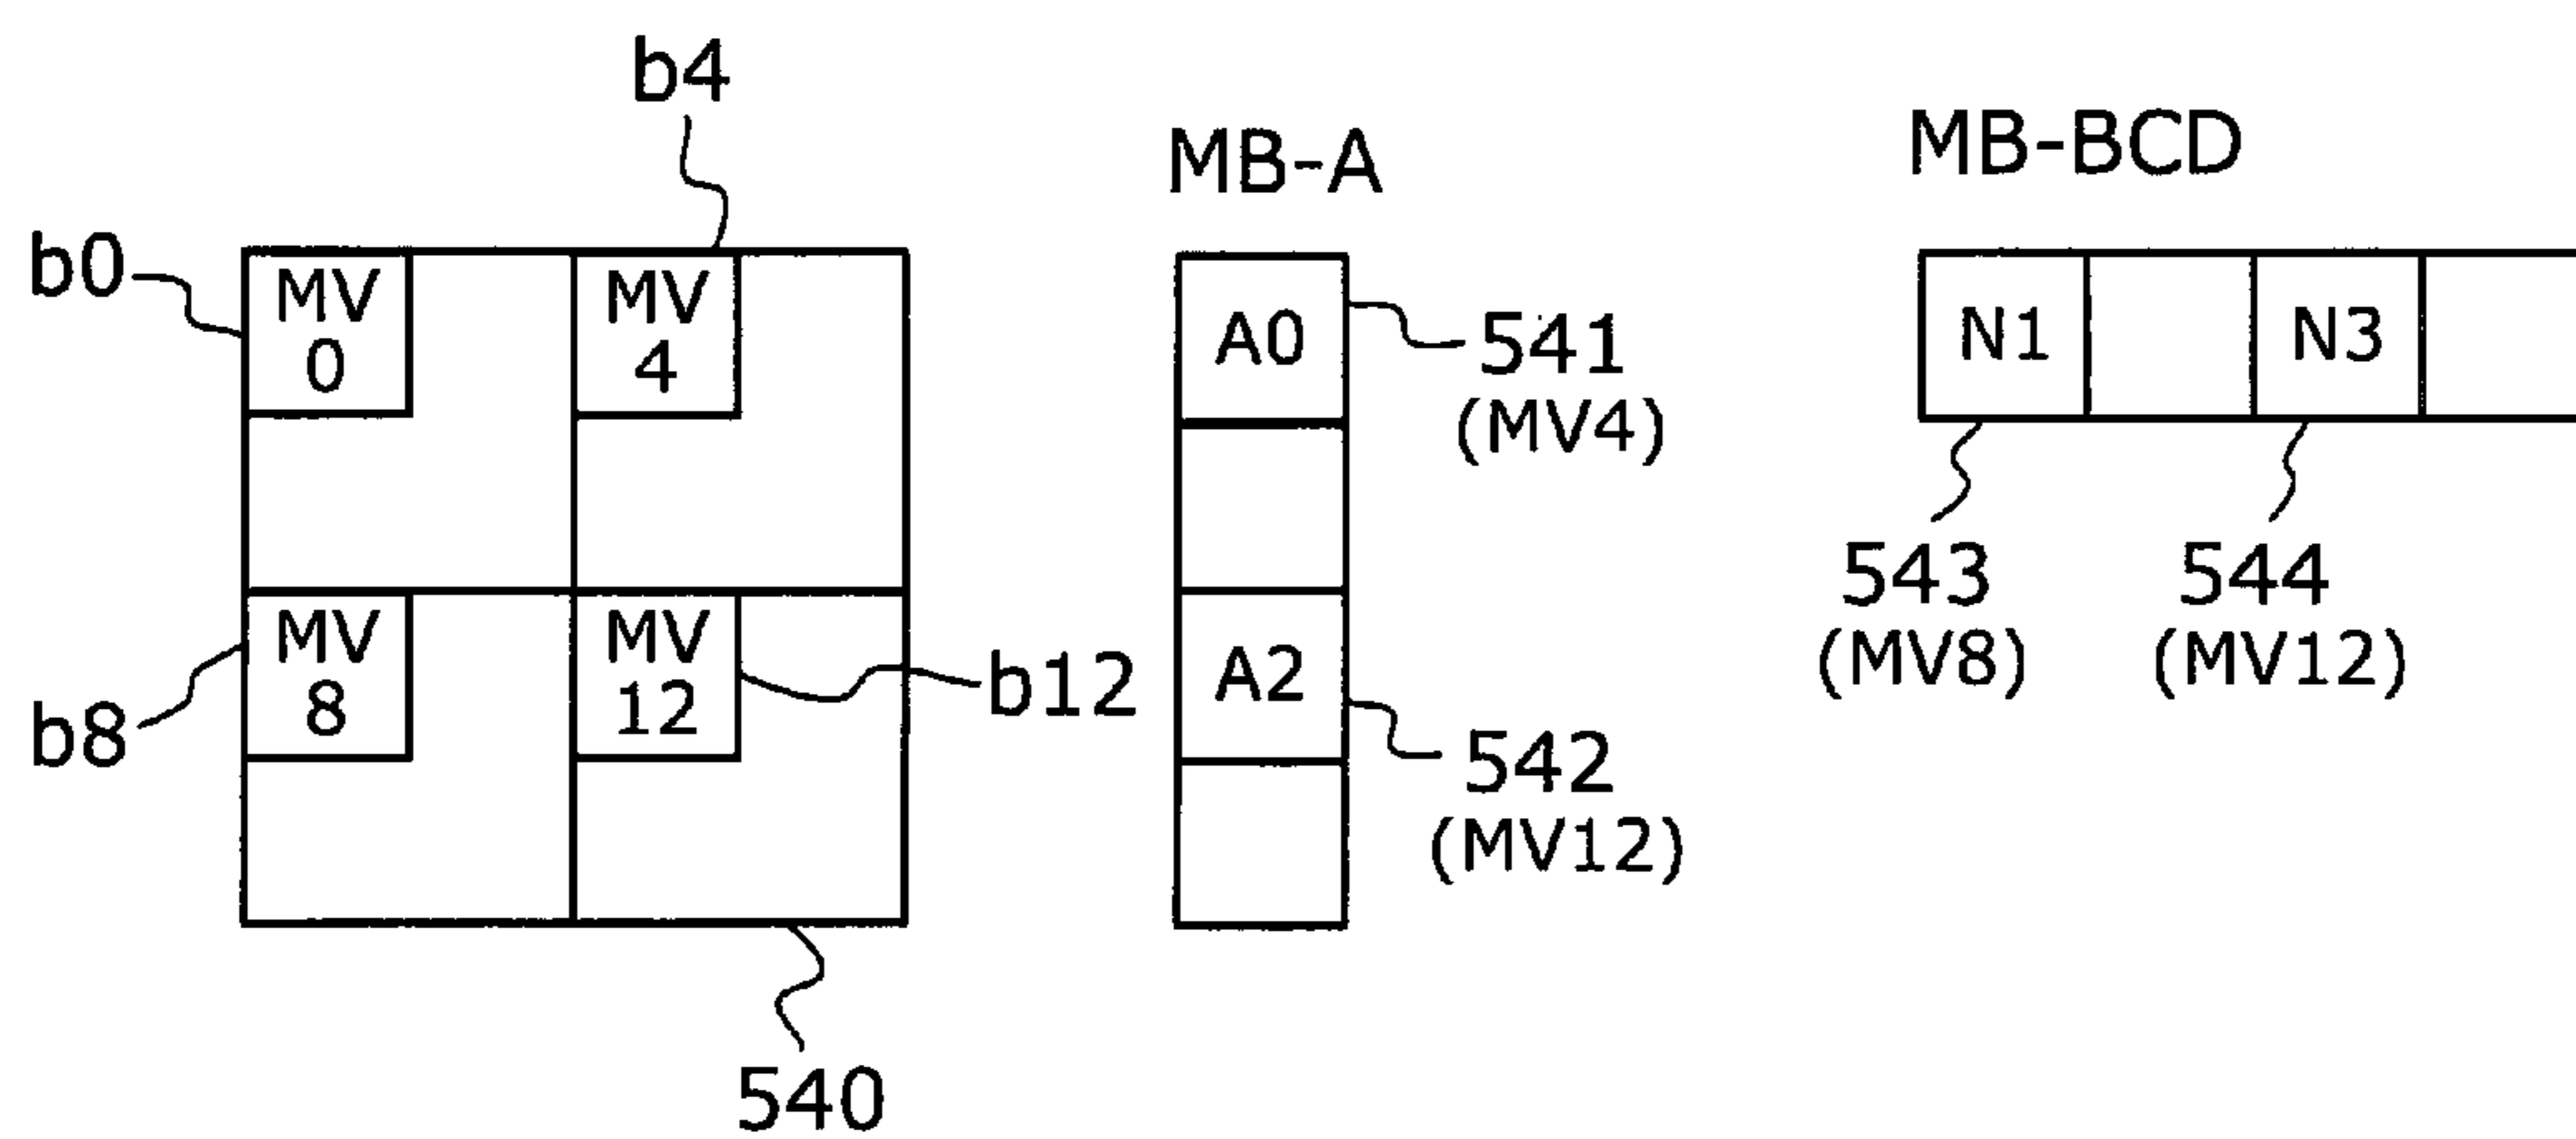 b4
b0
MV
0
MV
4
b8
MV
8
MV
12
b12
540
MB-A
A0
541
(MV4)
A2
542
(MV12)
MB-BCD
N1
N3
543
(MV8)
544
(MV12)